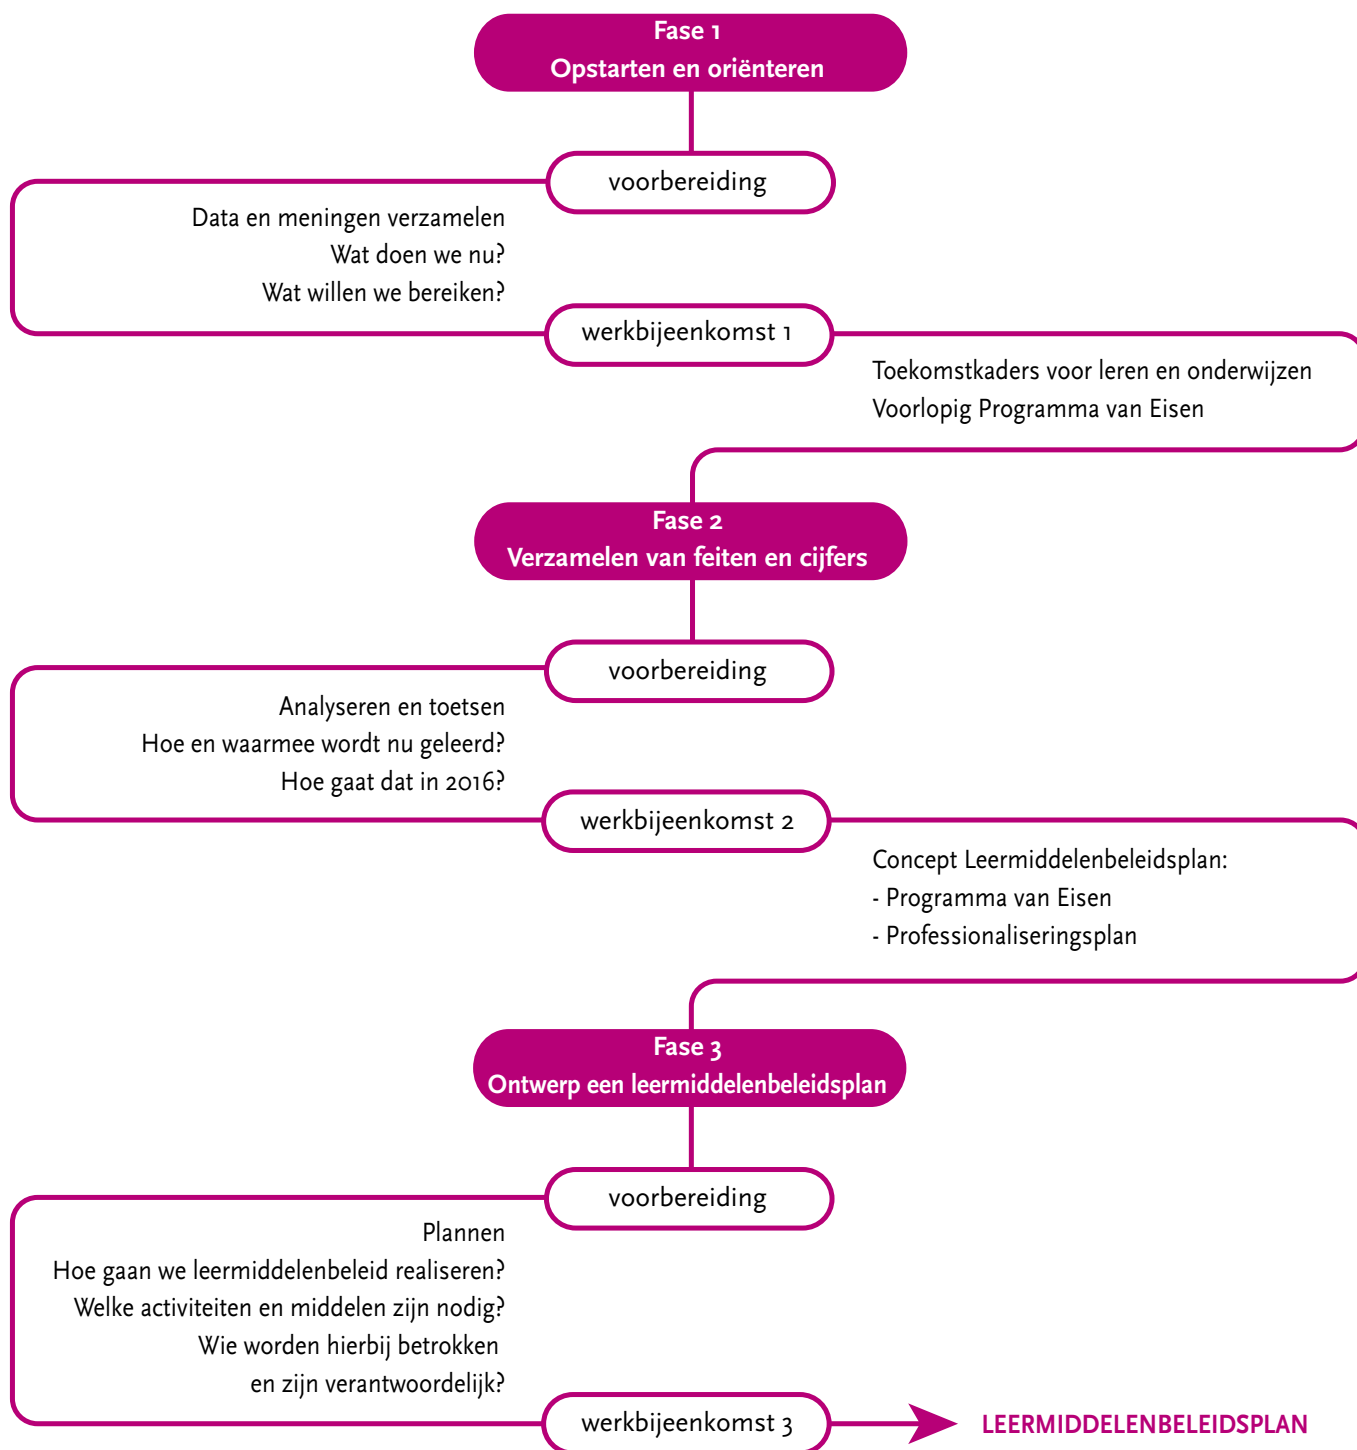 Fase 1
Opstarten en oriënteren
voorbereiding
Data en meningen verzamelen
Wat doen we nu?
Wat willen we bereiken?
werkbijeenkomst 1
Toekomstkaders voor leren en onderwijzen
Voorlopig Programma van Eisen
Fase 2
Verzamelen van feiten en cijfers
voorbereiding
Analyseren en toetsen
Hoe en waarmee wordt nu geleerd?
Hoe gaat dat in 2016?
werkbijeenkomst 2
Concept Leermiddelenbeleidsplan:
- Programma van Eisen
- Professionaliseringsplan
Fase 3
Ontwerp een leermiddelenbeleidsplan
voorbereiding
Plannen
Hoe gaan we leermiddelenbeleid realiseren?
Welke activiteiten en middelen zijn nodig?
Wie worden hierbij betrokken
en zijn verantwoordelijk?
werkbijeenkomst 3
LEERMIDDELENBELEIDSPLAN